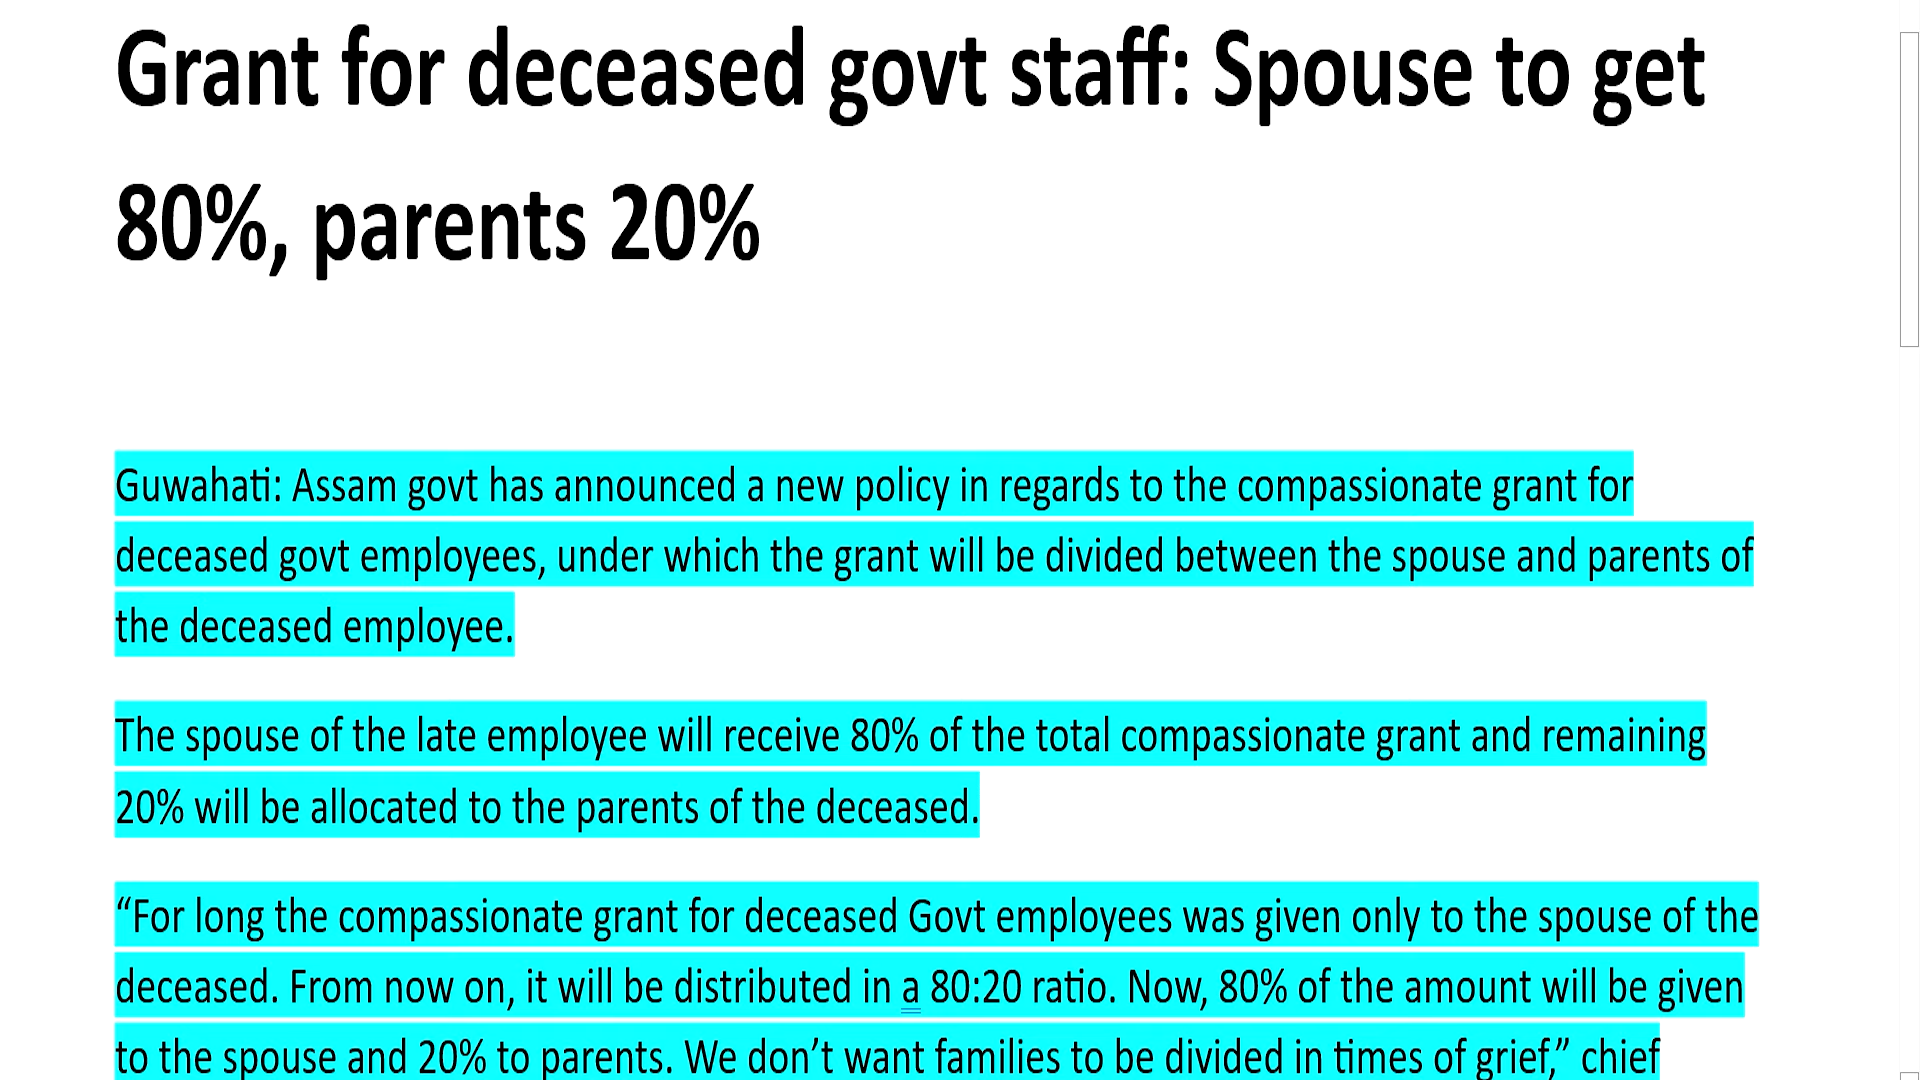 Grant for deceased govt staff: Spouse to get
80%, parents 20%
Guwahati: Assam govt has announced a new policy in regards to the compassionate grant for
deceased govt employees, under which the grant will be divided between the spouse and parents of
the deceased employee.
The spouse of the late employee will receive 80% of the total compassionate grant and remaining
20% will be allocated to the parents of the deceased.
“For long the compassionate grant for deceased Govt employees was given only to the spouse of the
deceased. From now on, it will be distributed in a 80:20 ratio. Now, 80% of the amount will be given
to the spouse and 20% to parents. We don’t want families to be divided in times of grief,” chief